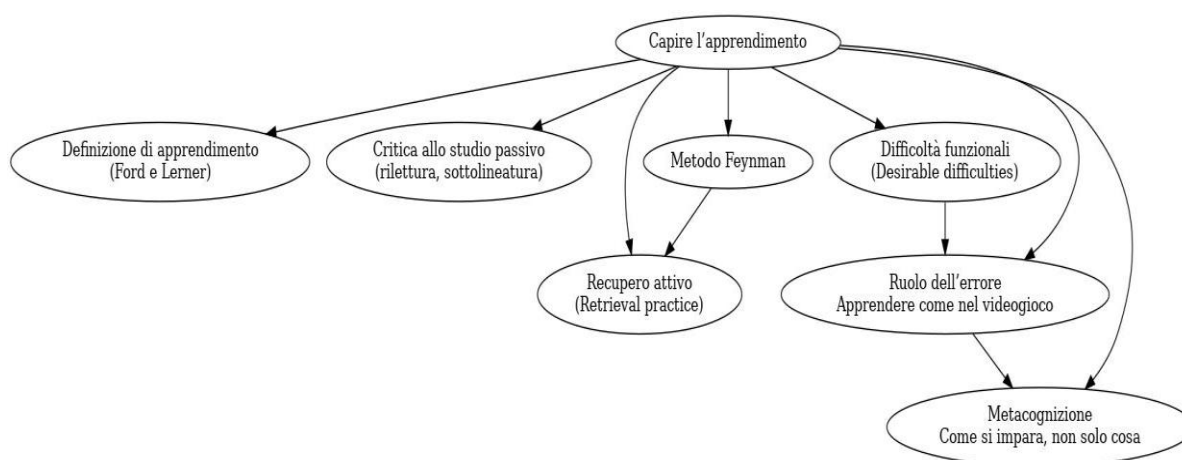 Capire l’apprendimento
Definizione di apprendimento
(Ford e Lerner)
Critica allo studio passivo
(rilettura, sottolineatura)
Metodo Feynman
Difficoltà funzionali
(Desirable difficulties)
Recupero attivo
(Retrieval practice)
Ruolo dell’errore
Apprendere come nel videogioco
Metacognizione
Come si impara, non solo cosa